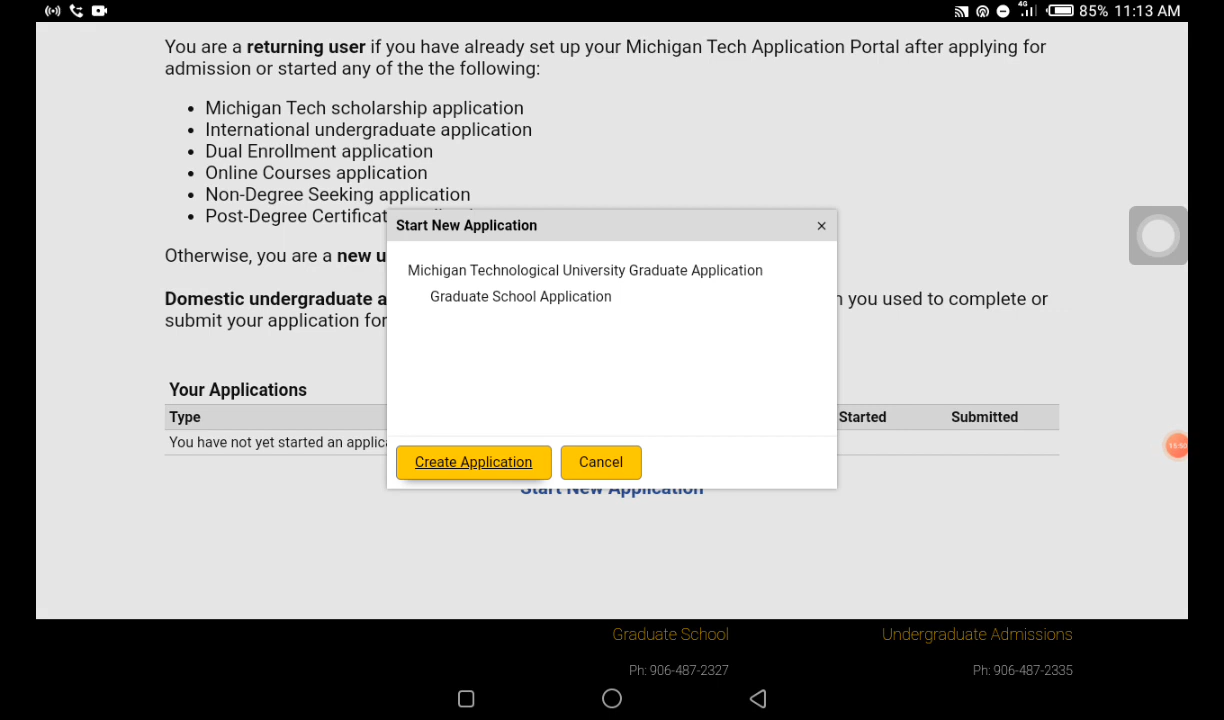 4G 85% 11:13 AM
You are a returning user if you have already set up your Michigan Tech Application Portal after applying for
admission or started any of the the following:
• Michigan Tech scholarship application
• International undergraduate application
• Dual Enrollment application
• Online Courses application
• Non-Degree Seeking application
• Post-Degree Certificat
Start New Application ×
Otherwise, you are a new u
Michigan Technological University Graduate Application
Graduate School Application
Domestic undergraduate a you used to complete or
submit your application for
Your Applications
Type Started Submitted
You have not yet started an applica
Create Application Cancel
Start New Application
15:50
Graduate School Undergraduate Admissions
Ph: 906-487-2327 Ph: 906-487-2335